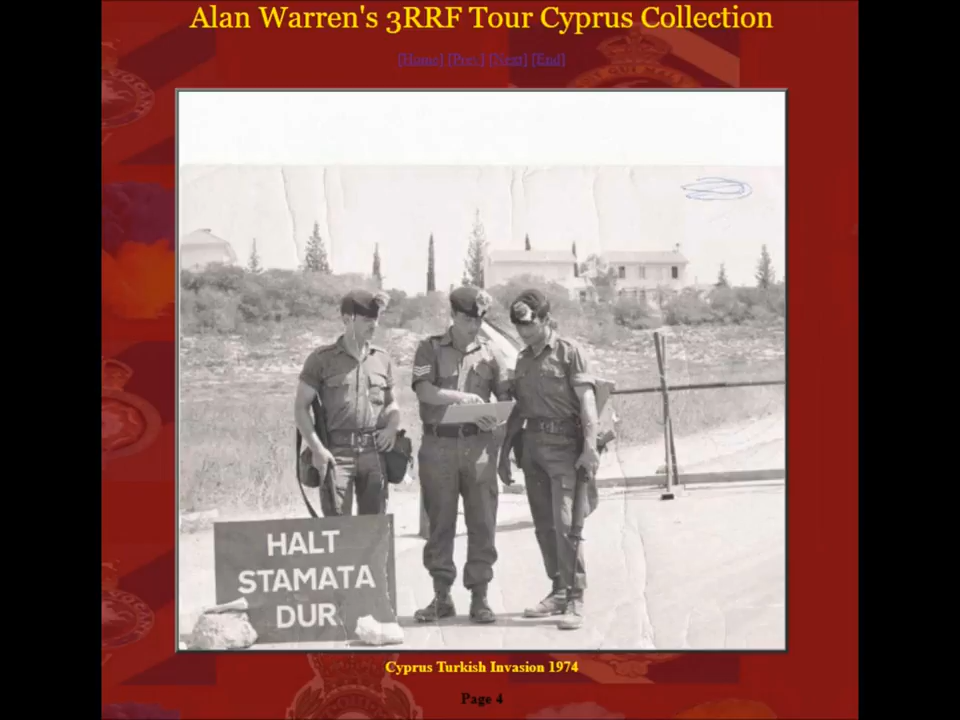 Alan Warren's 3RRF Tour Cyprus Collection
[Home] [Prev.] [Next] [End]
HALT
STAMATA
DUR
Cyprus Turkish Invasion 1974
Page 4